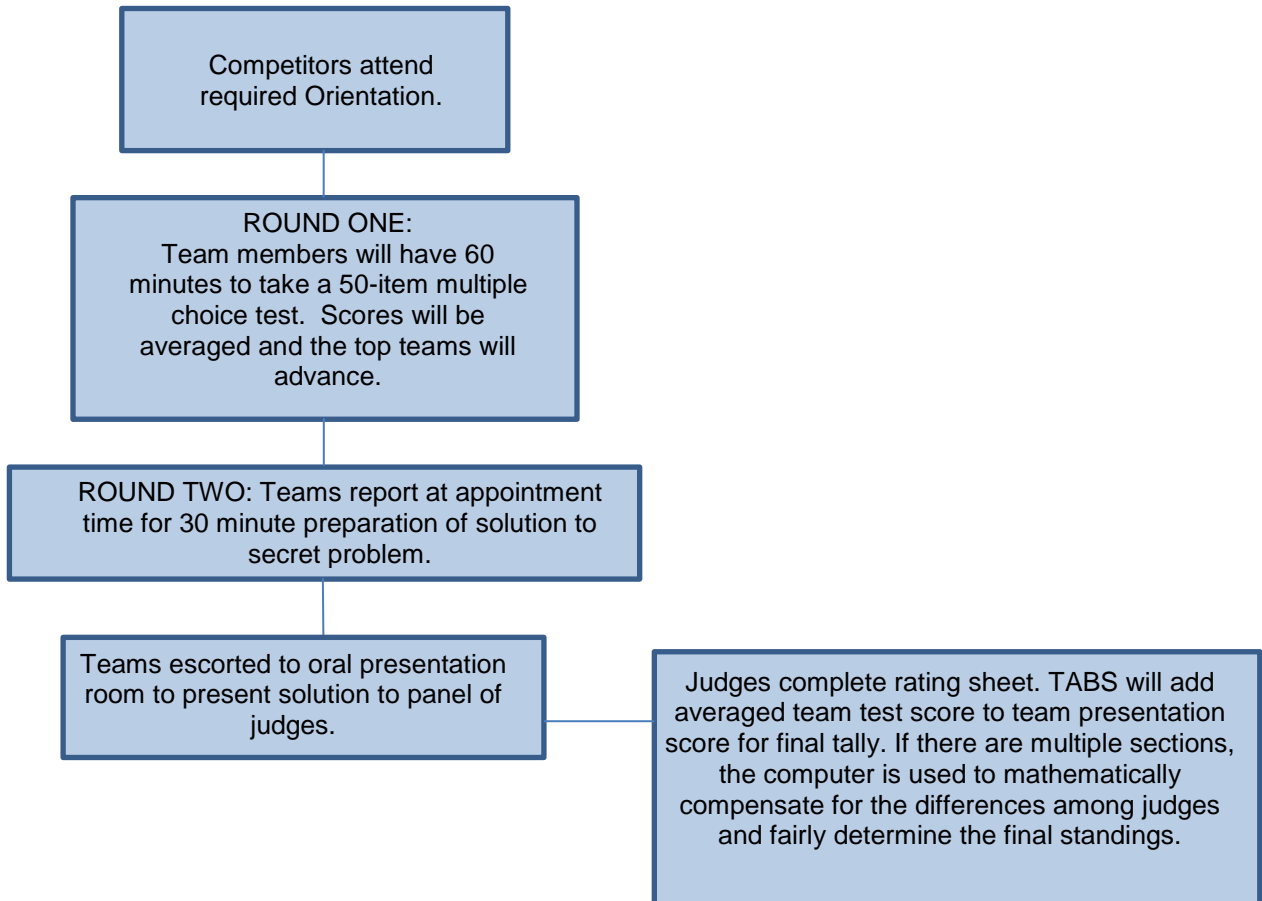 Competitors attend
required Orientation.
ROUND ONE:
Team members will have 60
minutes to take a 50-item multiple
choice test.  Scores will be
averaged and the top teams will
advance.
ROUND TWO: Teams report at appointment
time for 30 minute preparation of solution to
secret problem.
Teams escorted to oral presentation
room to present solution to panel of
judges.
Judges complete rating sheet. TABS will add
averaged team test score to team presentation
score for final tally. If there are multiple sections,
the computer is used to mathematically
compensate for the differences among judges
and fairly determine the final standings.